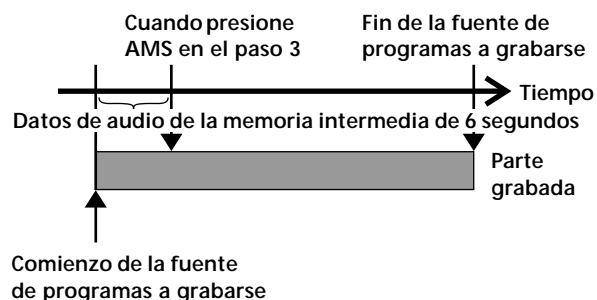 Cuando presione
AMS en el paso 3
Fin de la fuente de
programas a grabarse
Tiempo
Datos de audio de la memoria intermedia de 6 segundos
Parte
grabada
Comienzo de la fuente
de programas a grabarse